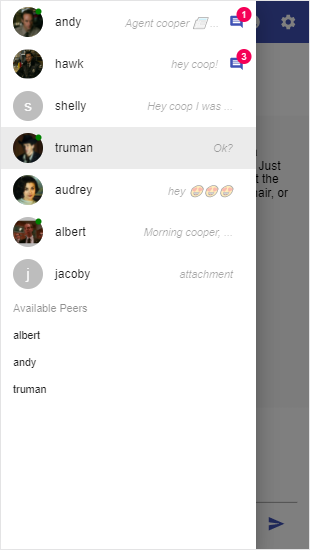 andy Agent cooper 📃 ... 1
hawk hey coop! 3
s shelly Hey coop I was ...
truman Ok?
Just
t the
audrey hey 😍😍😍
air, or
albert Morning cooper, ...
j jacoby attachment
Available Peers
albert
andy
truman